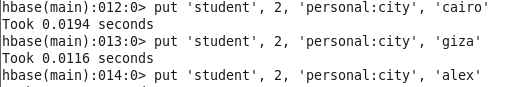 hbase(main):012:0> put 'student', 2, 'personal:city', 'cairo'
Took 0.0194 seconds
hbase(main):013:0> put 'student', 2, 'personal:city', 'giza'
Took 0.0116 seconds
hbase(main):014:0> put 'student', 2, 'personal:city', 'alex'